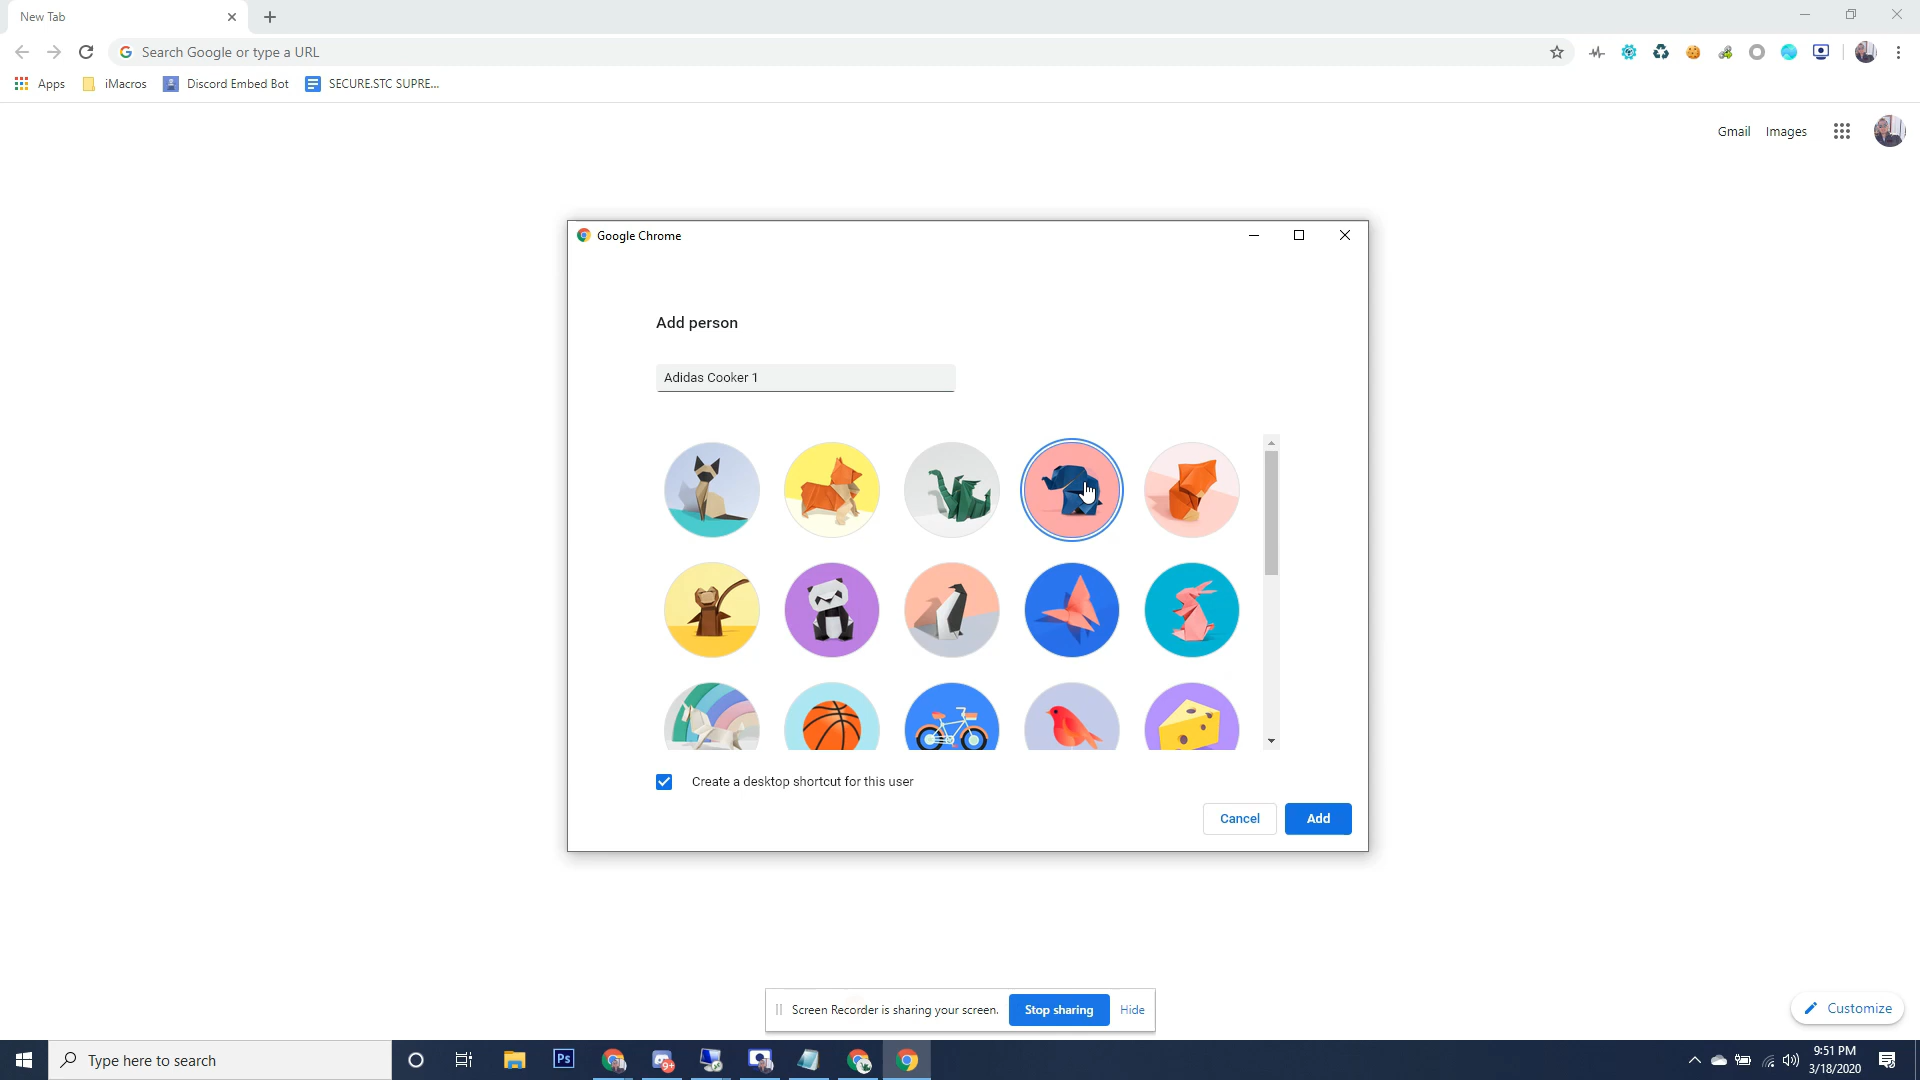 New Tab
Search Google or type a URL
Apps
iMacros
Discord Embed Bot
SECURE.STC SUPRE...
Gmail
Images
Google Chrome
Add person
Adidas Cooker 1
Create a desktop shortcut for this user
Cancel
Add
Screen Recorder is sharing your screen.
Stop sharing
Hide
Customize
Type here to search
Ps
9+
9:51 PM
3/18/2020